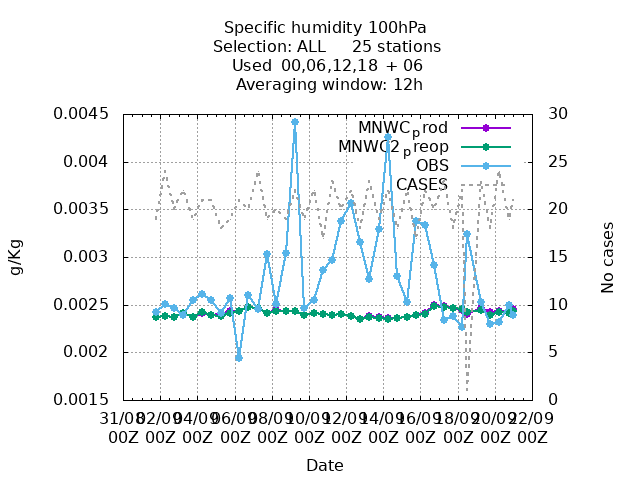 Specific humidity 100hPa
Selection: ALL 25 stations
Used 00,06,12,18 + 06
Averaging window: 12h
MNWC_prod
MNWC2_preop
OBS
CASES
0.0045
0.004
0.0035
0.003
0.0025
0.002
0.0015
g/Kg
30
25
20
15
10
5
0
No cases
31/08 02/09 04/09 06/09 08/09 10/09 12/09 14/09 16/09 18/09 20/09 22/09
00Z 00Z 00Z 00Z 00Z 00Z 00Z 00Z 00Z 00Z 00Z 00Z
Date